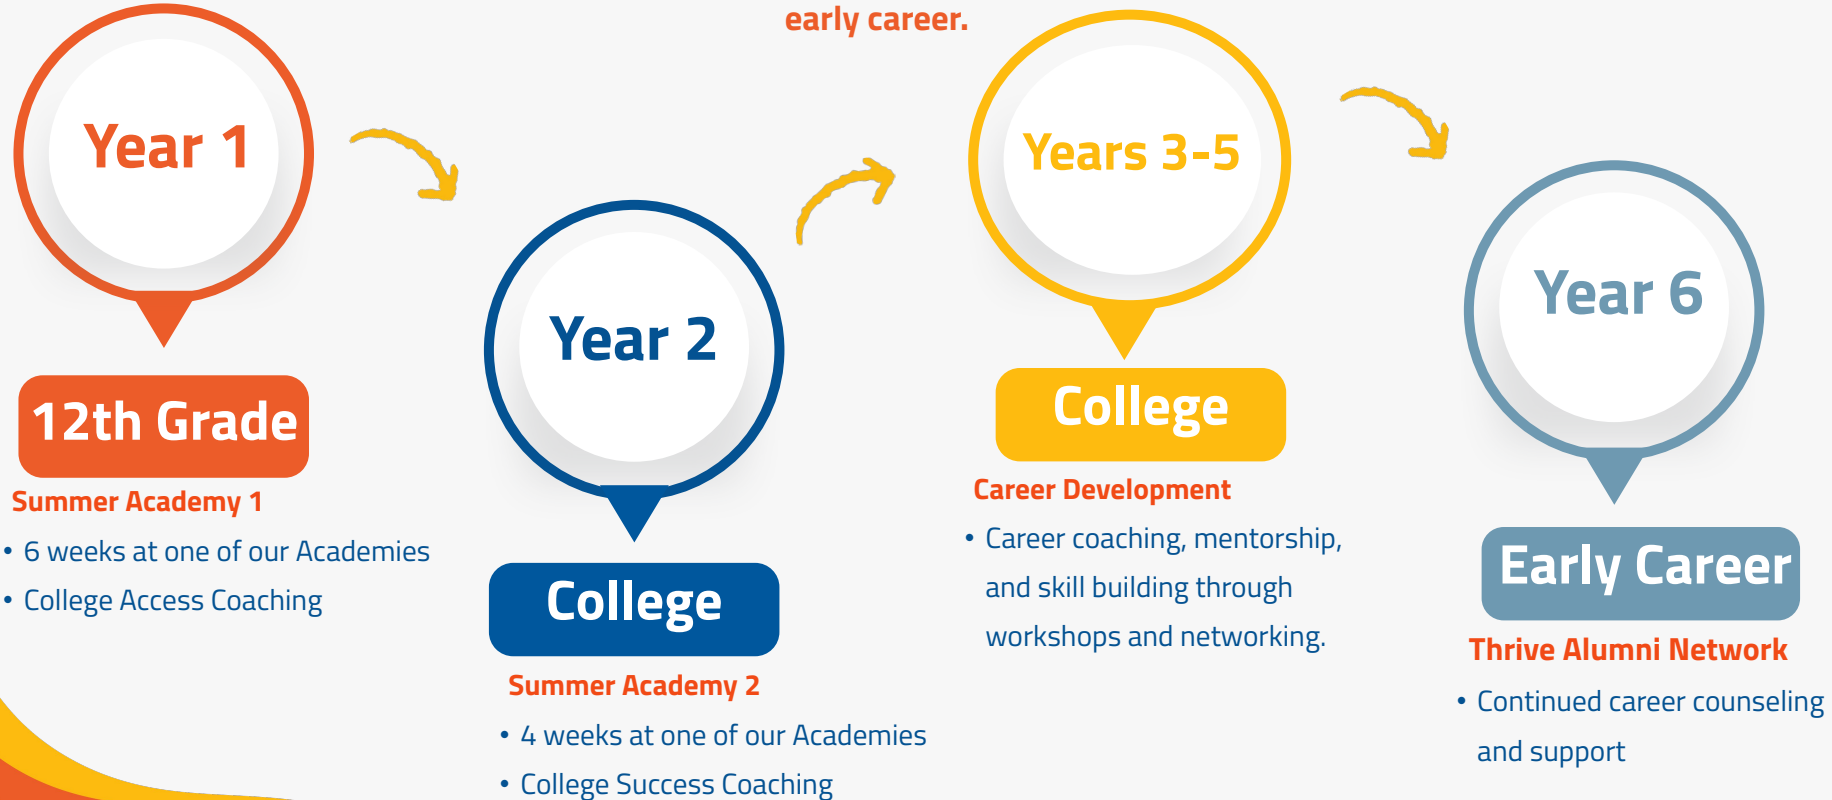 early career.
Year 1
12th Grade
Summer Academy 1
• 6 weeks at one of our Academies
• College Access Coaching
Year 2
College
Summer Academy 2
• 4 weeks at one of our Academies
• College Success Coaching
Years 3-5
College
Career Development
• Career coaching, mentorship,
and skill building through
workshops and networking.
Year 6
Early Career
Thrive Alumni Network
• Continued career counseling
and support